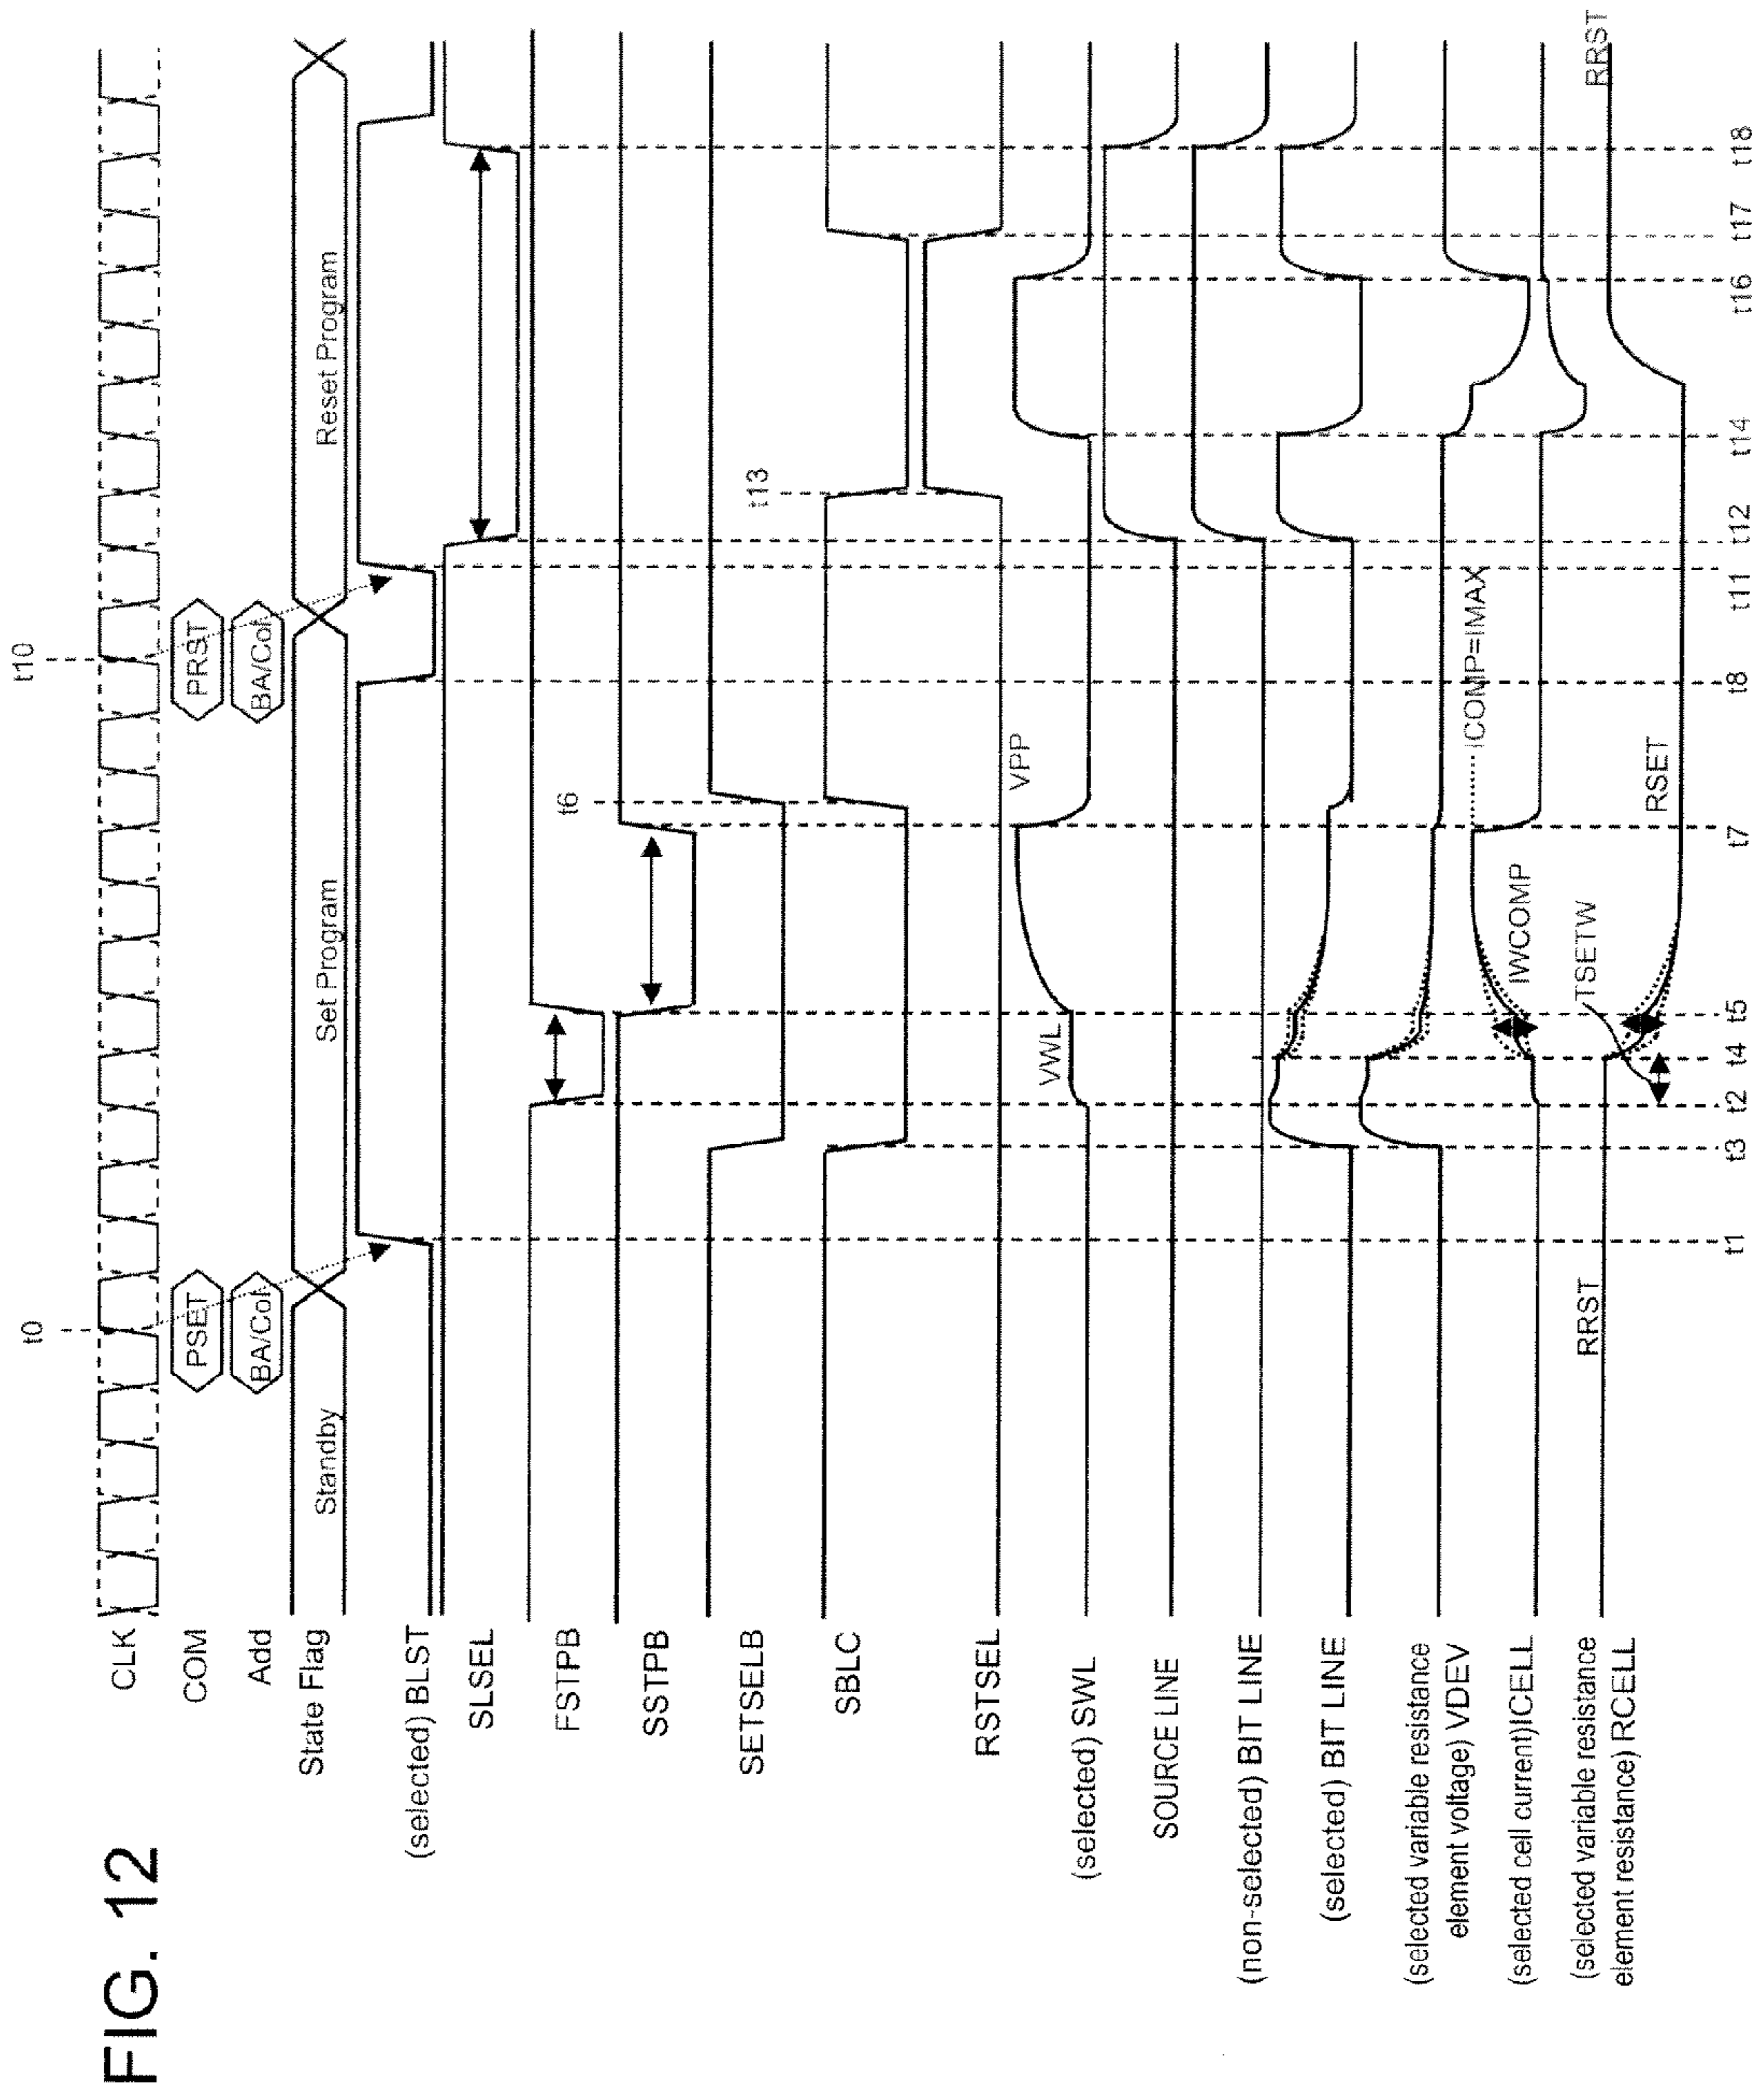 FIG. 12
t0
t10
CLK
COM
PSET
PRST
Add
BA/Col
BA/Col
State Flag
Standby
Set Program
Reset Program
(selected) BLST
SLSEL
FSTPB
SSTPB
t6
SETSELB
SBLC
t13
RSTSEL
(selected) SWL
VWL
VPP
SOURCE LINE
(non-selected) BIT LINE
(selected) BIT LINE
(selected variable resistance
element voltage) VDEV
ICOMP=IMAX
(selected cell current)ICELL
IWCOMP
TSETW
(selected variable resistance
element resistance) RCELL
RRST
RSET
RRST
t1
t3
t2
t4
t5
t7
t8
t11
t12
t14
t16
t17
t18